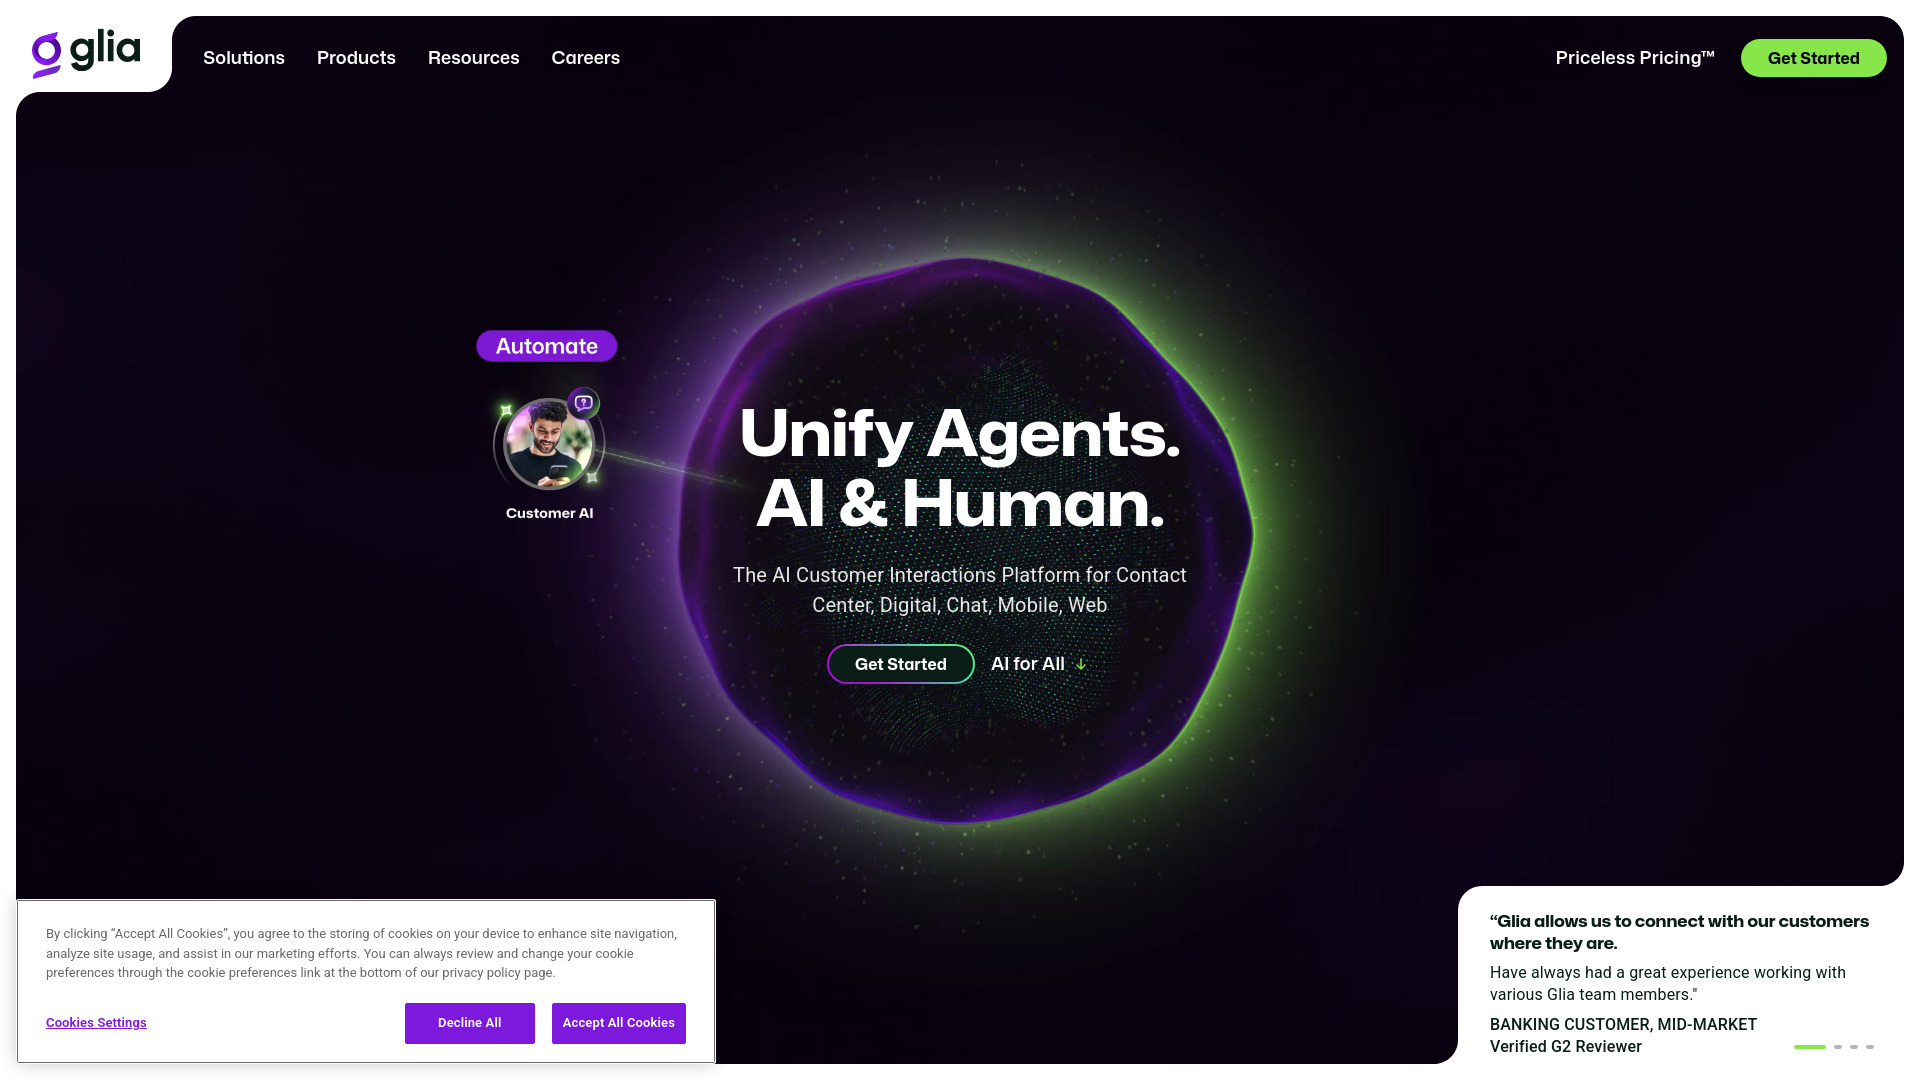 glia
Solutions
Products
Resources
Careers
Priceless Pricing™
Get Started
Automate
Customer AI
Unify Agents.
AI & Human.
The AI Customer Interactions Platform for Contact
Center, Digital, Chat, Mobile, Web
Get Started
AI for All ↓
By clicking “Accept All Cookies”, you agree to the storing of cookies on your device to enhance site navigation,
analyze site usage, and assist in our marketing efforts. You can always review and change your cookie
preferences through the cookie preferences link at the bottom of our privacy policy page.
Cookies Settings
Decline All
Accept All Cookies
“Glia allows us to connect with our customers
where they are.
Have always had a great experience working with
various Glia team members."
BANKING CUSTOMER, MID-MARKET
Verified G2 Reviewer